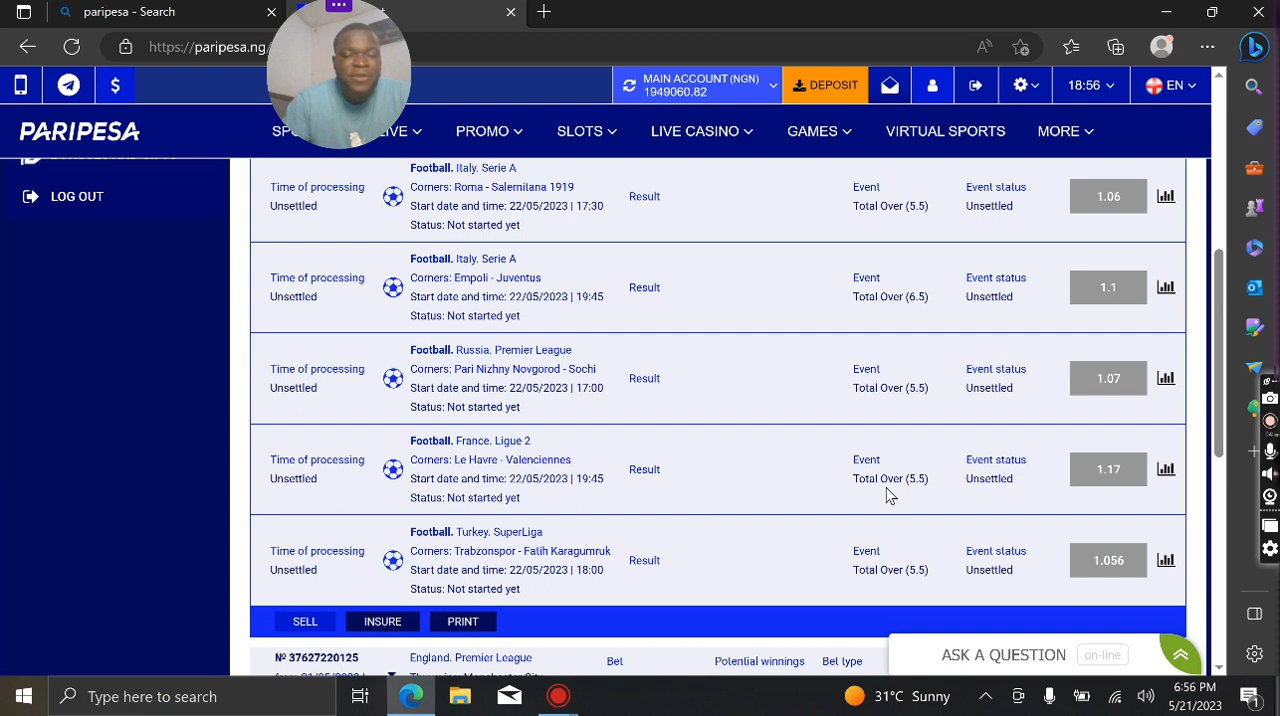 paripesa - Search
https://paripesa.ng/
MAIN ACCOUNT (NGN)
1949060.82
DEPOSIT
18:56
EN
PARIPESA
LIVE
PROMO
SLOTS
LIVE CASINO
GAMES
VIRTUAL SPORTS
MORE
LOG OUT
Football. Italy. Serie A
Time of processing
Unsettled
Corners: Roma - Salernitana 1919
Start date and time: 22/05/2023 | 17:30
Status: Not started yet
Result
Event
Total Over (5.5)
Event status
Unsettled
1.06
Football. Italy. Serie A
Time of processing
Unsettled
Corners: Empoli - Juventus
Start date and time: 22/05/2023 | 19:45
Status: Not started yet
Result
Event
Total Over (6.5)
Event status
Unsettled
1.1
Football. Russia. Premier League
Time of processing
Unsettled
Corners: Pari Nizhny Novgorod - Sochi
Start date and time: 22/05/2023 | 17:00
Status: Not started yet
Result
Event
Total Over (5.5)
Event status
Unsettled
1.07
Football. France. Ligue 2
Time of processing
Unsettled
Corners: Le Havre - Valenciennes
Start date and time: 22/05/2023 | 19:45
Status: Not started yet
Result
Event
Total Over (5.5)
Event status
Unsettled
1.17
Football. Turkey. SuperLiga
Time of processing
Unsettled
Corners: Trabzonspor - Fatih Karagumruk
Start date and time: 22/05/2023 | 18:00
Status: Not started yet
Result
Event
Total Over (5.5)
Event status
Unsettled
1.056
SELL
INSURE
PRINT
№ 37627220125
England. Premier League
Bet
Potential winnings
Bet type
ASK A QUESTION
on-line
Type here to search
31°C Sunny
6:56 PM
5/21/2023